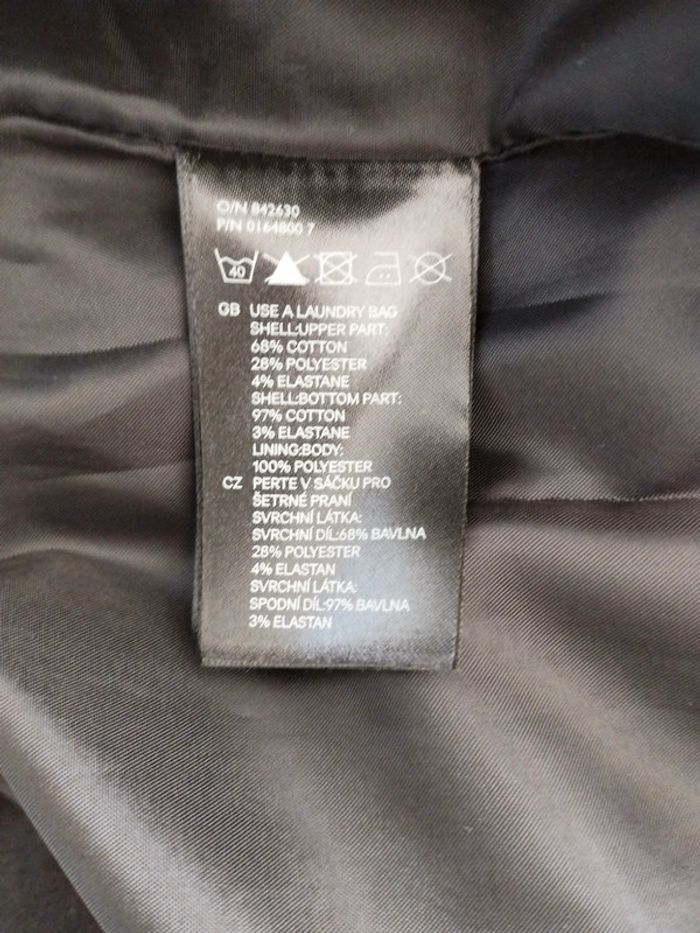 O/N 842630
P/N 0164800 7
40
GB USE A LAUNDRY BAG
SHELL:UPPER PART:
68% COTTON
28% POLYESTER
4% ELASTANE
SHELL:BOTTOM PART:
97% COTTON
3% ELASTANE
LINING:BODY:
100% POLYESTER
CZ PERTE V SÁČKU PRO
ŠETRNÉ PRANÍ
SVRCHNÍ LÁTKA:
SVRCHNÍ DÍL:68% BAVLNA
28% POLYESTER
4% ELASTAN
SVRCHNÍ LÁTKA:
SPODNÍ DÍL:97% BAVLNA
3% ELASTAN